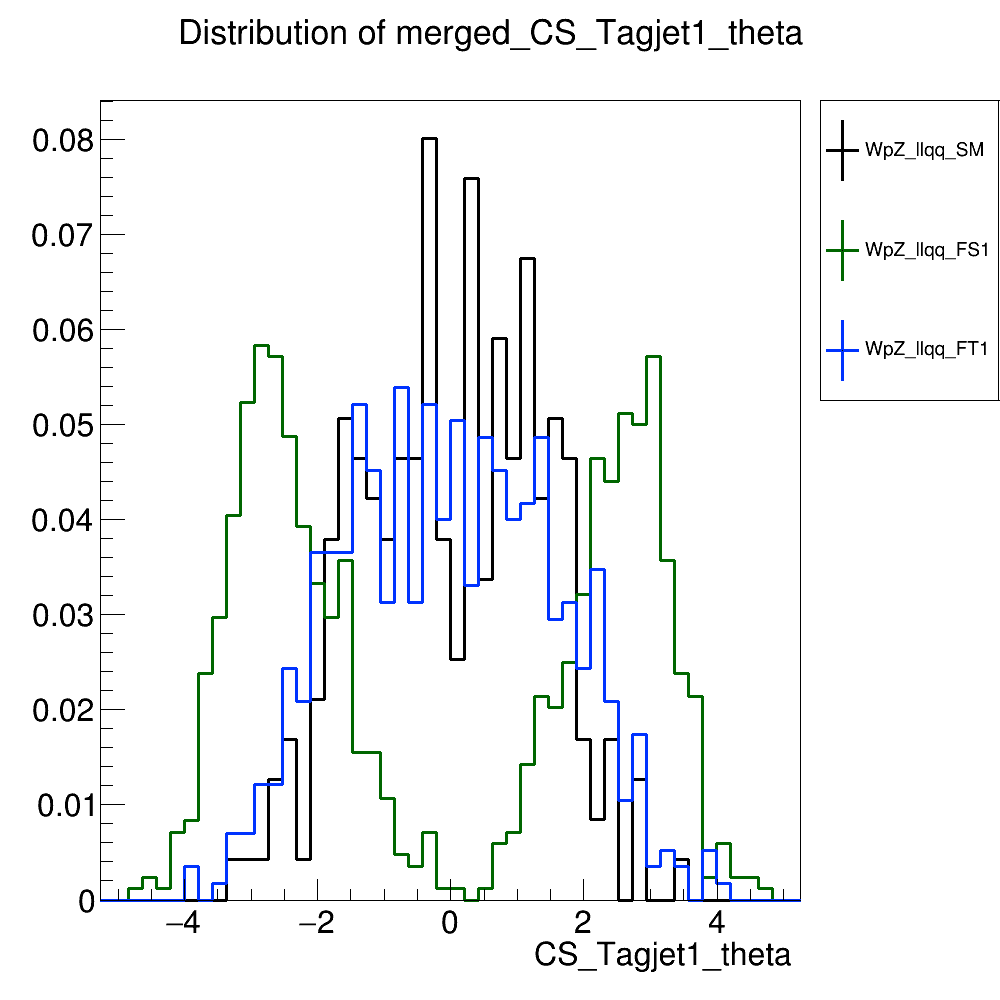 Distribution of merged_CS_Tagjet1_theta
0.08
0.07
0.06
0.05
0.04
0.03
0.02
0.01
0
−4
−2
0
2
4
CS_Tagjet1_theta
WpZ_llqq_SM
WpZ_llqq_FS1
WpZ_llqq_FT1